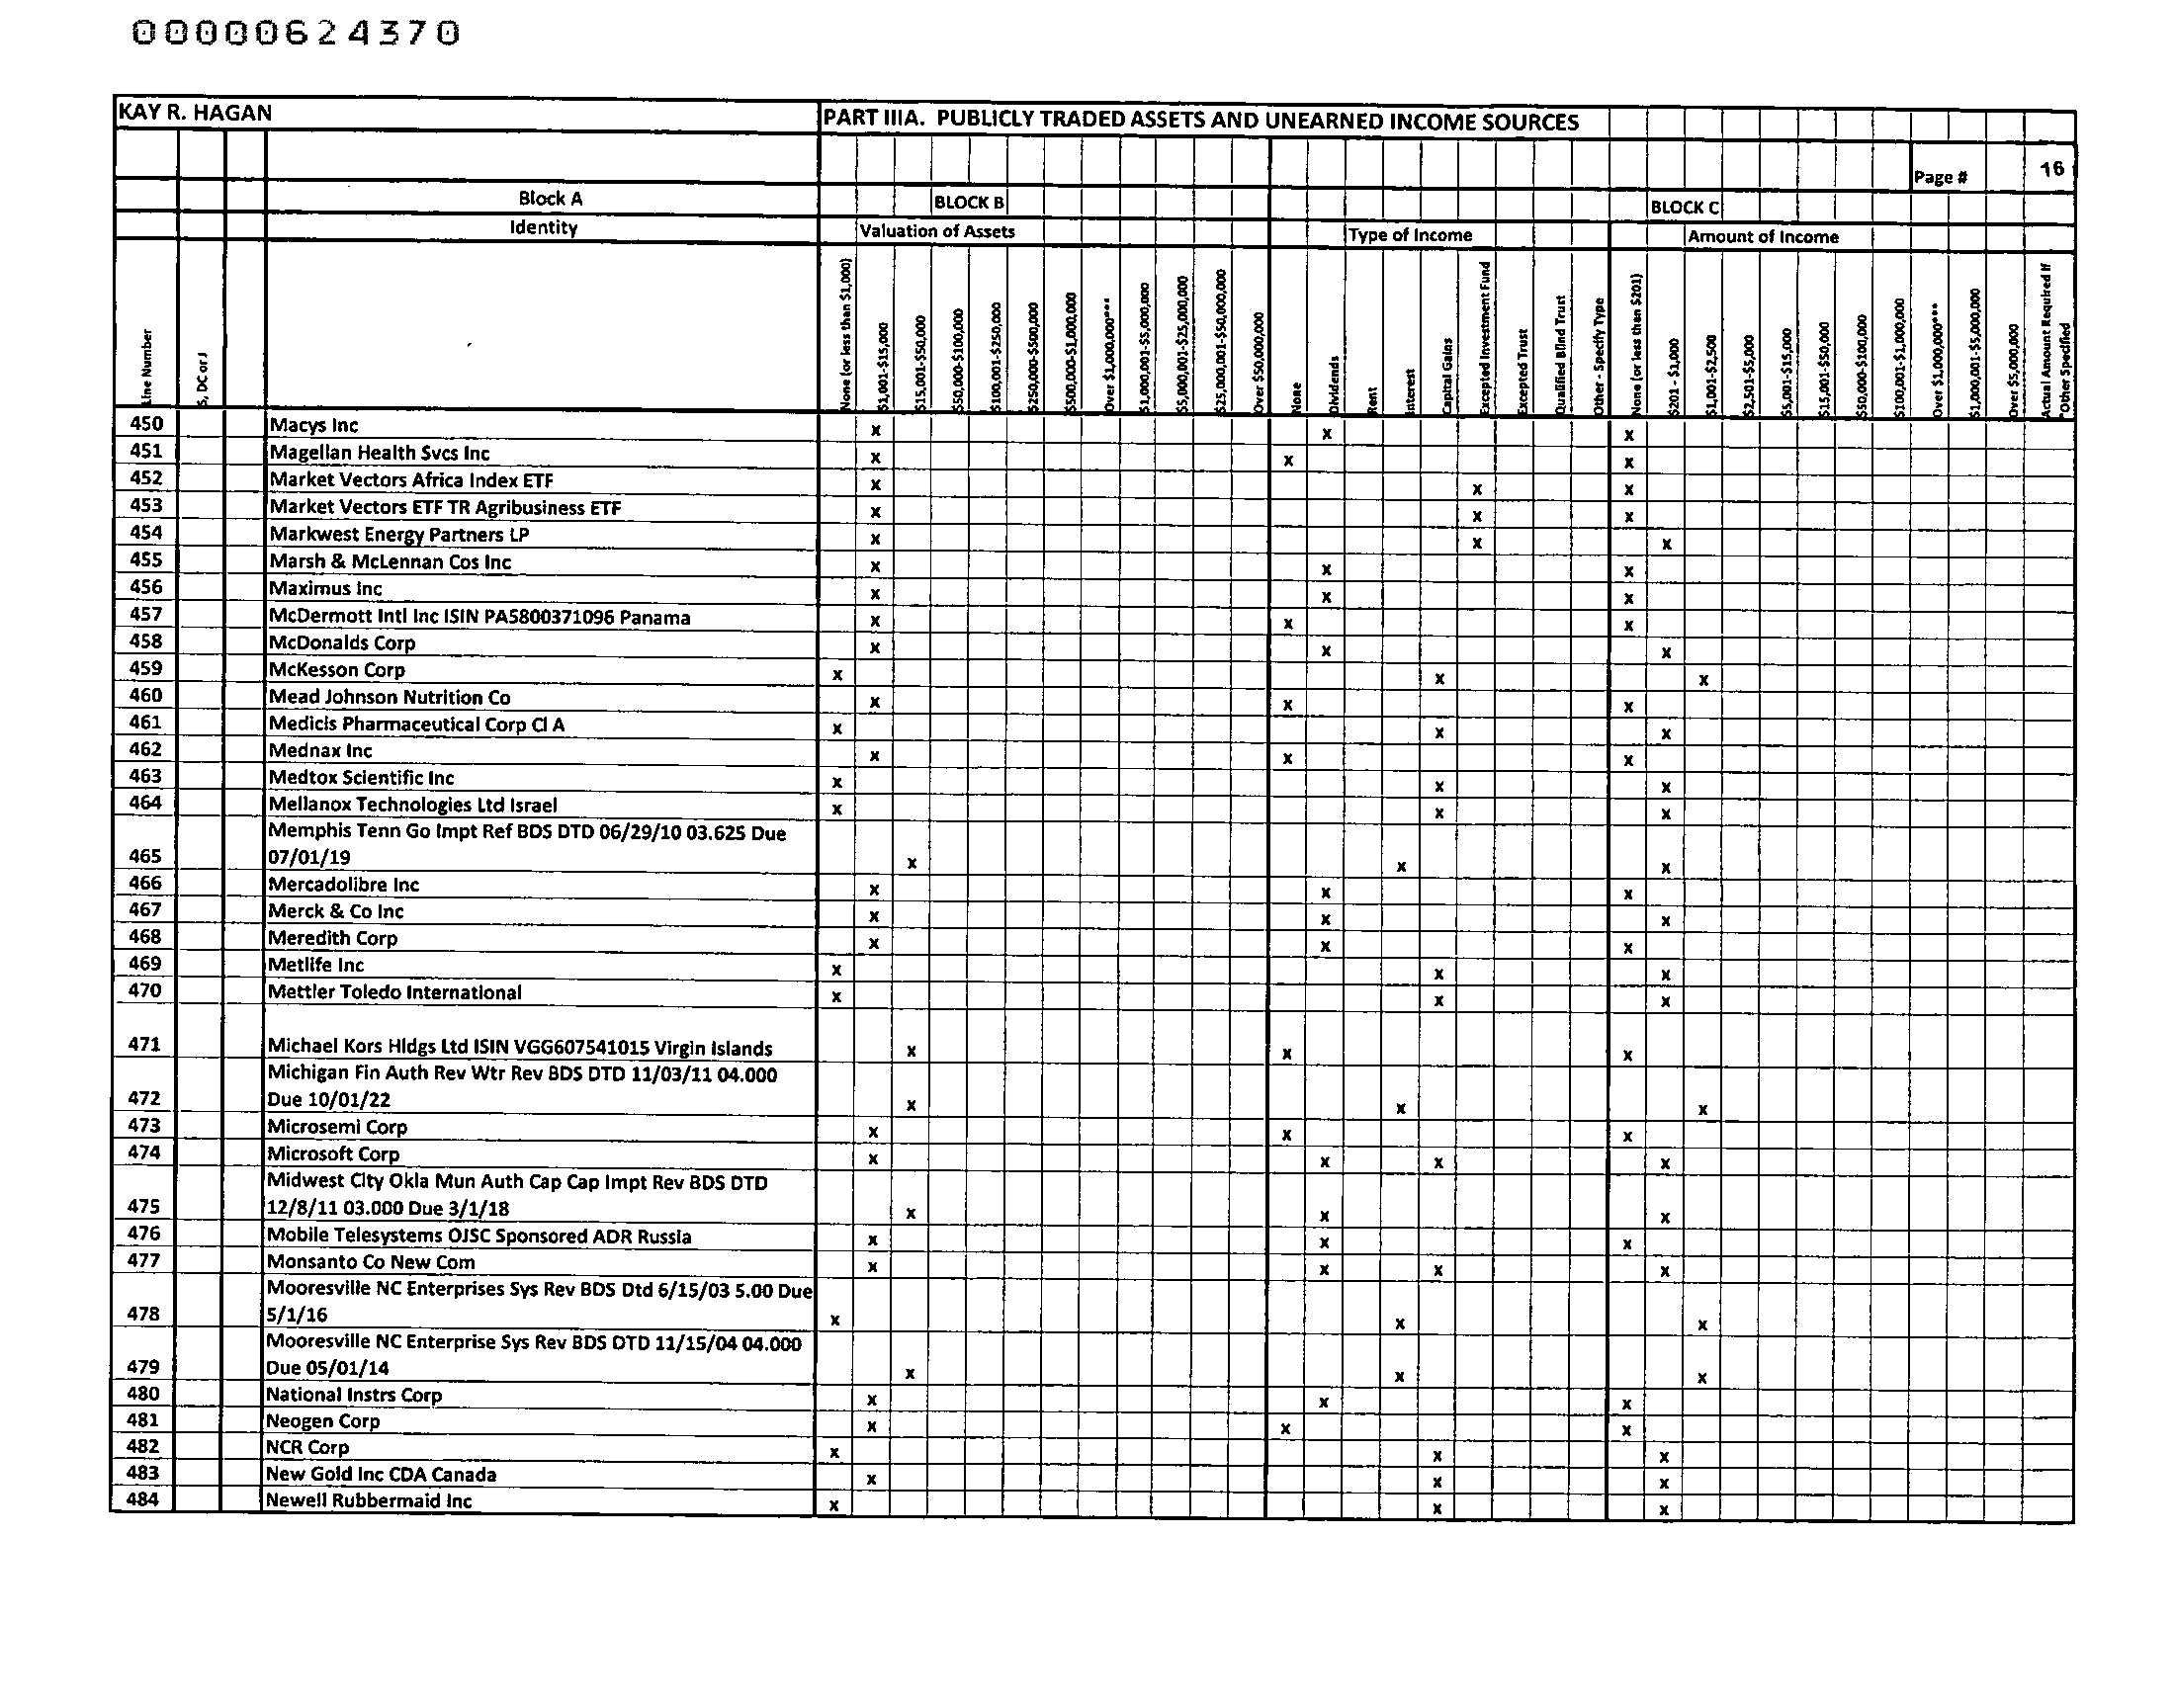 00000624370
KAY R. HAGAN PART IIIA. PUBLICLY TRADED ASSETS AND UNEARNED INCOME SOURCES
Page # 16
Block A BLOCK B BLOCK C
Identity Valuation of Assets Type of Income Amount of Income
Line Number
S, DC or J
None (or less than $1,000)
$1,001-$15,000
$15,001-$50,000
$50,000-$100,000
$100,001-$250,000
$250,000-$500,000
$500,000-$1,000,000
Over $1,000,000***
$1,000,001-$5,000,000
$5,000,001-$25,000,000
$25,000,001-$50,000,000
Over $50,000,000
None
Dividends
Rent
Interest
Capital Gains
Excepted Investment Fund
Excepted Trust
Qualified Blind Trust
Other - Specify Type
None (or less than $201)
$201 - $1,000
$1,001-$2,500
$2,501-$5,000
$5,001-$15,000
$15,001-$50,000
$50,000-$100,000
$100,001-$1,000,000
Over $1,000,000***
$1,000,001-$5,000,000
Over $5,000,000
Actual Amount Required If
"Other Specified
450 Macys Inc x x x
451 Magellan Health Svcs Inc x x x
452 Market Vectors Africa Index ETF x x x
453 Market Vectors ETF TR Agribusiness ETF x x x
454 Markwest Energy Partners LP x x x
455 Marsh & McLennan Cos Inc x x x
456 Maximus Inc x x x
457 McDermott Intl Inc ISIN PA5800371096 Panama x x x
458 McDonalds Corp x x x
459 McKesson Corp x x x
460 Mead Johnson Nutrition Co x x x
461 Medicis Pharmaceutical Corp Cl A x x x
462 Mednax Inc x x x
463 Medtox Scientific Inc x x x
464 Mellanox Technologies Ltd Israel x x x
Memphis Tenn Go Impt Ref BDS DTD 06/29/10 03.625 Due
465 07/01/19 x x x
466 Mercadolibre Inc x x x
467 Merck & Co Inc x x x
468 Meredith Corp x x x
469 Metlife Inc x x x
470 Mettler Toledo International x x x
471 Michael Kors Hldgs Ltd ISIN VGG607541015 Virgin Islands x x x
Michigan Fin Auth Rev Wtr Rev BDS DTD 11/03/11 04.000
472 Due 10/01/22 x x x
473 Microsemi Corp x x x
474 Microsoft Corp x x x x
Midwest City Okla Mun Auth Cap Cap Impt Rev BDS DTD
475 12/8/11 03.000 Due 3/1/18 x x x
476 Mobile Telesystems OJSC Sponsored ADR Russia x x x
477 Monsanto Co New Com x x x x
Mooresville NC Enterprises Sys Rev BDS Dtd 6/15/03 5.00 Due
478 5/1/16 x x x
Mooresville NC Enterprise Sys Rev BDS DTD 11/15/04 04.000
479 Due 05/01/14 x x x
480 National Instrs Corp x x x
481 Neogen Corp x x x
482 NCR Corp x x x
483 New Gold Inc CDA Canada x x x
484 Newell Rubbermaid Inc x x x